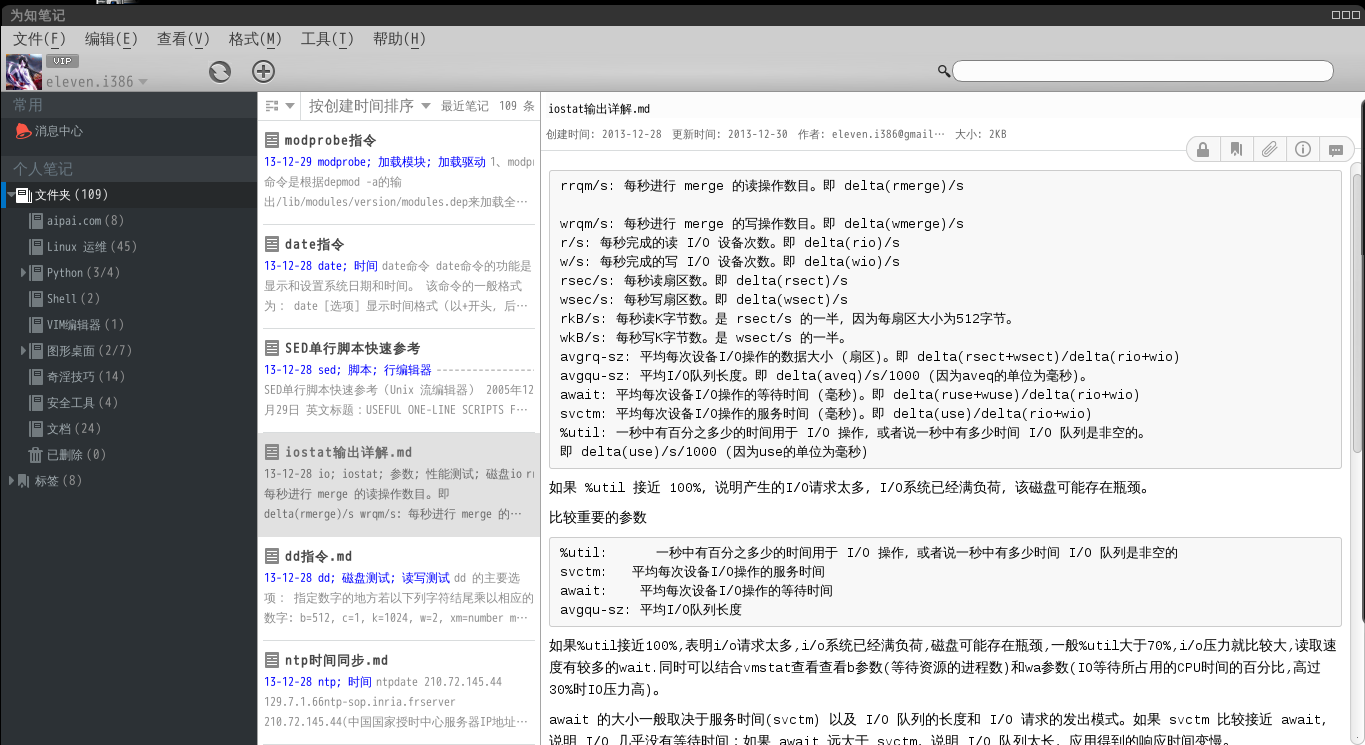 为知笔记
文件(F) 编辑(E) 查看(V) 格式(M) 工具(T) 帮助(H)
VIP
eleven.i386
常用
消息中心
个人笔记
文件夹(109)
aipai.com(8)
Linux 运维(45)
Python(3/4)
Shell(2)
VIM编辑器(1)
图形桌面(2/7)
奇淫技巧(14)
安全工具(4)
文档(24)
已删除(0)
标签(8)
按创建时间排序 最近笔记 109 条
modprobe指令
13-12-29 modprobe; 加载模块; 加载驱动 1、modpr
命令是根据depmod -a的输
出/lib/modules/version/modules.dep来加载全…
date指令
13-12-28 date; 时间 date命令 date命令的功能是
显示和设置系统日期和时间。 该命令的一般格式
为： date [选项] 显示时间格式（以+开头, 后…
SED单行脚本快速参考
13-12-28 sed; 脚本; 行编辑器 ----------------
SED单行脚本快速参考（Unix 流编辑器） 2005年12
月29日 英文标题：USEFUL ONE-LINE SCRIPTS F…
iostat输出详解.md
13-12-28 io; iostat; 参数; 性能测试; 磁盘io rr
每秒进行 merge 的读操作数目。即
delta(rmerge)/s wrqm/s: 每秒进行 merge 的…
dd指令.md
13-12-28 dd; 磁盘测试; 读写测试 dd 的主要选
项： 指定数字的地方若以下列字符结尾乘以相应的
数字: b=512, c=1, k=1024, w=2, xm=number m…
ntp时间同步.md
13-12-28 ntp; 时间 ntpdate 210.72.145.44
129.7.1.66ntp-sop.inria.frserver
210.72.145.44(中国国家授时中心服务器IP地址…
iostat输出详解.md
创建时间: 2013-12-28 更新时间: 2013-12-30 作者: eleven.i386@gmail… 大小: 2KB
rrqm/s: 每秒进行 merge 的读操作数目。即 delta(rmerge)/s
wrqm/s: 每秒进行 merge 的写操作数目。即 delta(wmerge)/s
r/s: 每秒完成的读 I/O 设备次数。即 delta(rio)/s
w/s: 每秒完成的写 I/O 设备次数。即 delta(wio)/s
rsec/s: 每秒读扇区数。即 delta(rsect)/s
wsec/s: 每秒写扇区数。即 delta(wsect)/s
rkB/s: 每秒读K字节数。是 rsect/s 的一半, 因为每扇区大小为512字节。
wkB/s: 每秒写K字节数。是 wsect/s 的一半。
avgrq-sz: 平均每次设备I/O操作的数据大小 (扇区)。即 delta(rsect+wsect)/delta(rio+wio)
avgqu-sz: 平均I/O队列长度。即 delta(aveq)/s/1000 (因为aveq的单位为毫秒)。
await: 平均每次设备I/O操作的等待时间 (毫秒)。即 delta(ruse+wuse)/delta(rio+wio)
svctm: 平均每次设备I/O操作的服务时间 (毫秒)。即 delta(use)/delta(rio+wio)
%util: 一秒中有百分之多少的时间用于 I/O 操作, 或者说一秒中有多少时间 I/O 队列是非空的。
即 delta(use)/s/1000 (因为use的单位为毫秒)
如果 %util 接近 100%, 说明产生的I/O请求太多, I/O系统已经满负荷, 该磁盘可能存在瓶颈。
比较重要的参数
%util: 一秒中有百分之多少的时间用于 I/O 操作, 或者说一秒中有多少时间 I/O 队列是非空的
svctm: 平均每次设备I/O操作的服务时间
await: 平均每次设备I/O操作的等待时间
avgqu-sz: 平均I/O队列长度
如果%util接近100%,表明i/o请求太多,i/o系统已经满负荷,磁盘可能存在瓶颈,一般%util大于70%,i/o压力就比较大,读取速
度有较多的wait.同时可以结合vmstat查看查看b参数(等待资源的进程数)和wa参数(IO等待所占用的CPU时间的百分比,高过
30%时IO压力高)。
await 的大小一般取决于服务时间(svctm) 以及 I/O 队列的长度和 I/O 请求的发出模式。如果 svctm 比较接近 await,
说明 I/O 几乎没有等待时间；如果 await 远大于 svctm, 说明 I/O 队列太长, 应用得到的响应时间变慢。